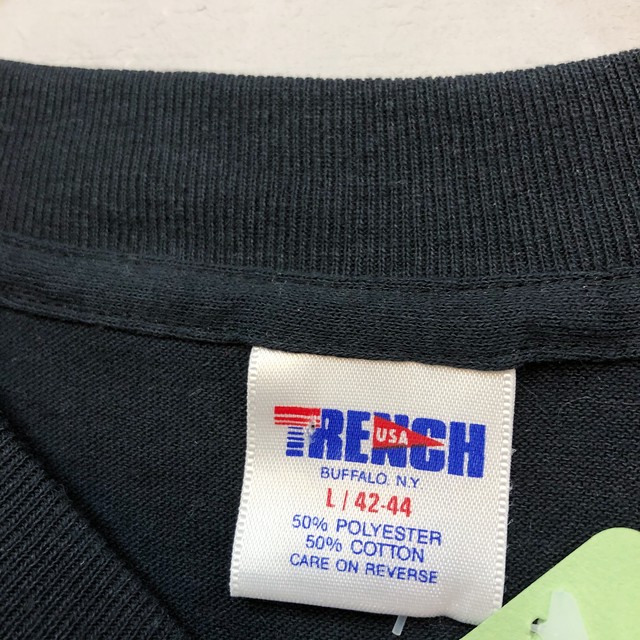 TRENCH
USA
BUFFALO. N.Y
L / 42-44
50% POLYESTER
50% COTTON
CARE ON REVERSE